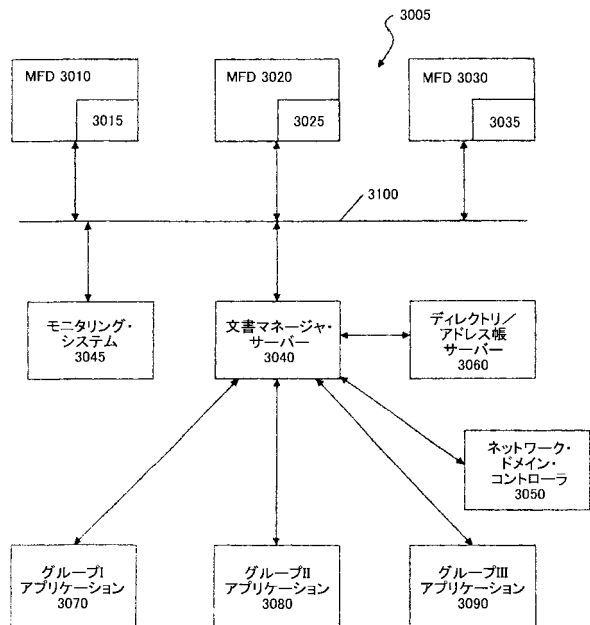 3005
MFD 3010
3015
MFD 3020
3025
MFD 3030
3035
3100
モニタリング・
システム
3045
文書マネージャ・
サーバー
3040
ディレクトリ／
アドレス帳
サーバー
3060
ネットワーク・
ドメイン・
コントローラ
3050
グループI
アプリケーション
3070
グループII
アプリケーション
3080
グループIII
アプリケーション
3090